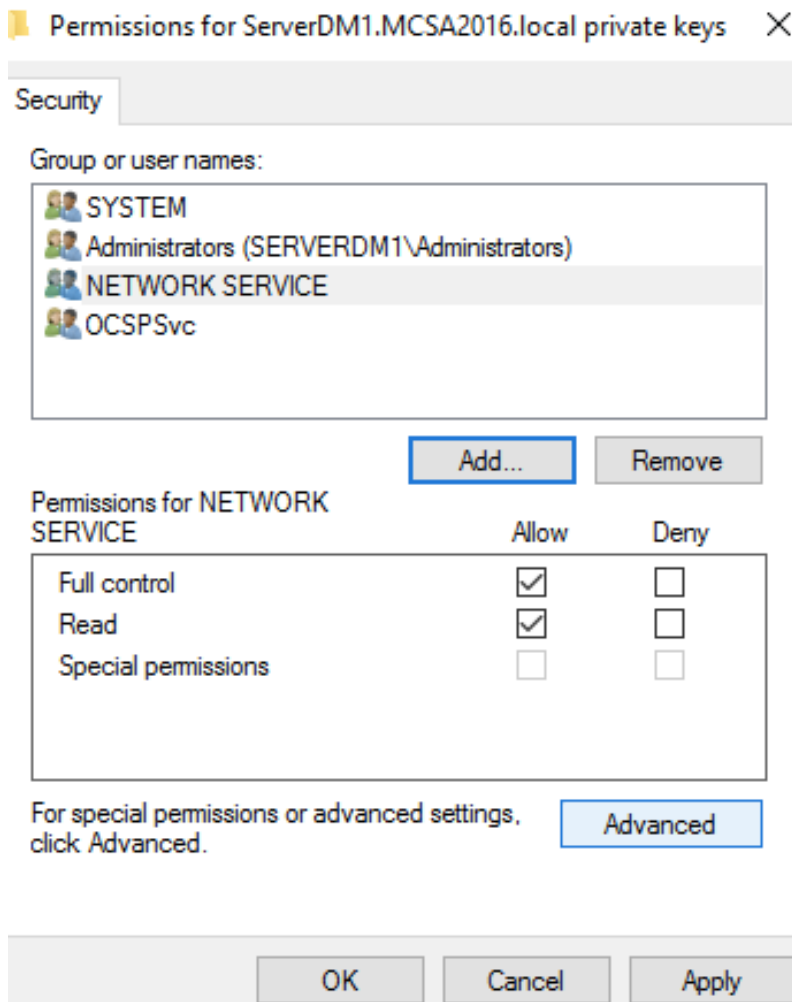 Permissions for ServerDM1.MCSA2016.local private keys
Security
Group or user names:
SYSTEM
Administrators (SERVERDM1\Administrators)
NETWORK SERVICE
OCSPSvc
Add... Remove
Permissions for NETWORK
SERVICE Allow Deny
Full control
Read
Special permissions
For special permissions or advanced settings,
click Advanced.
Advanced
OK Cancel Apply